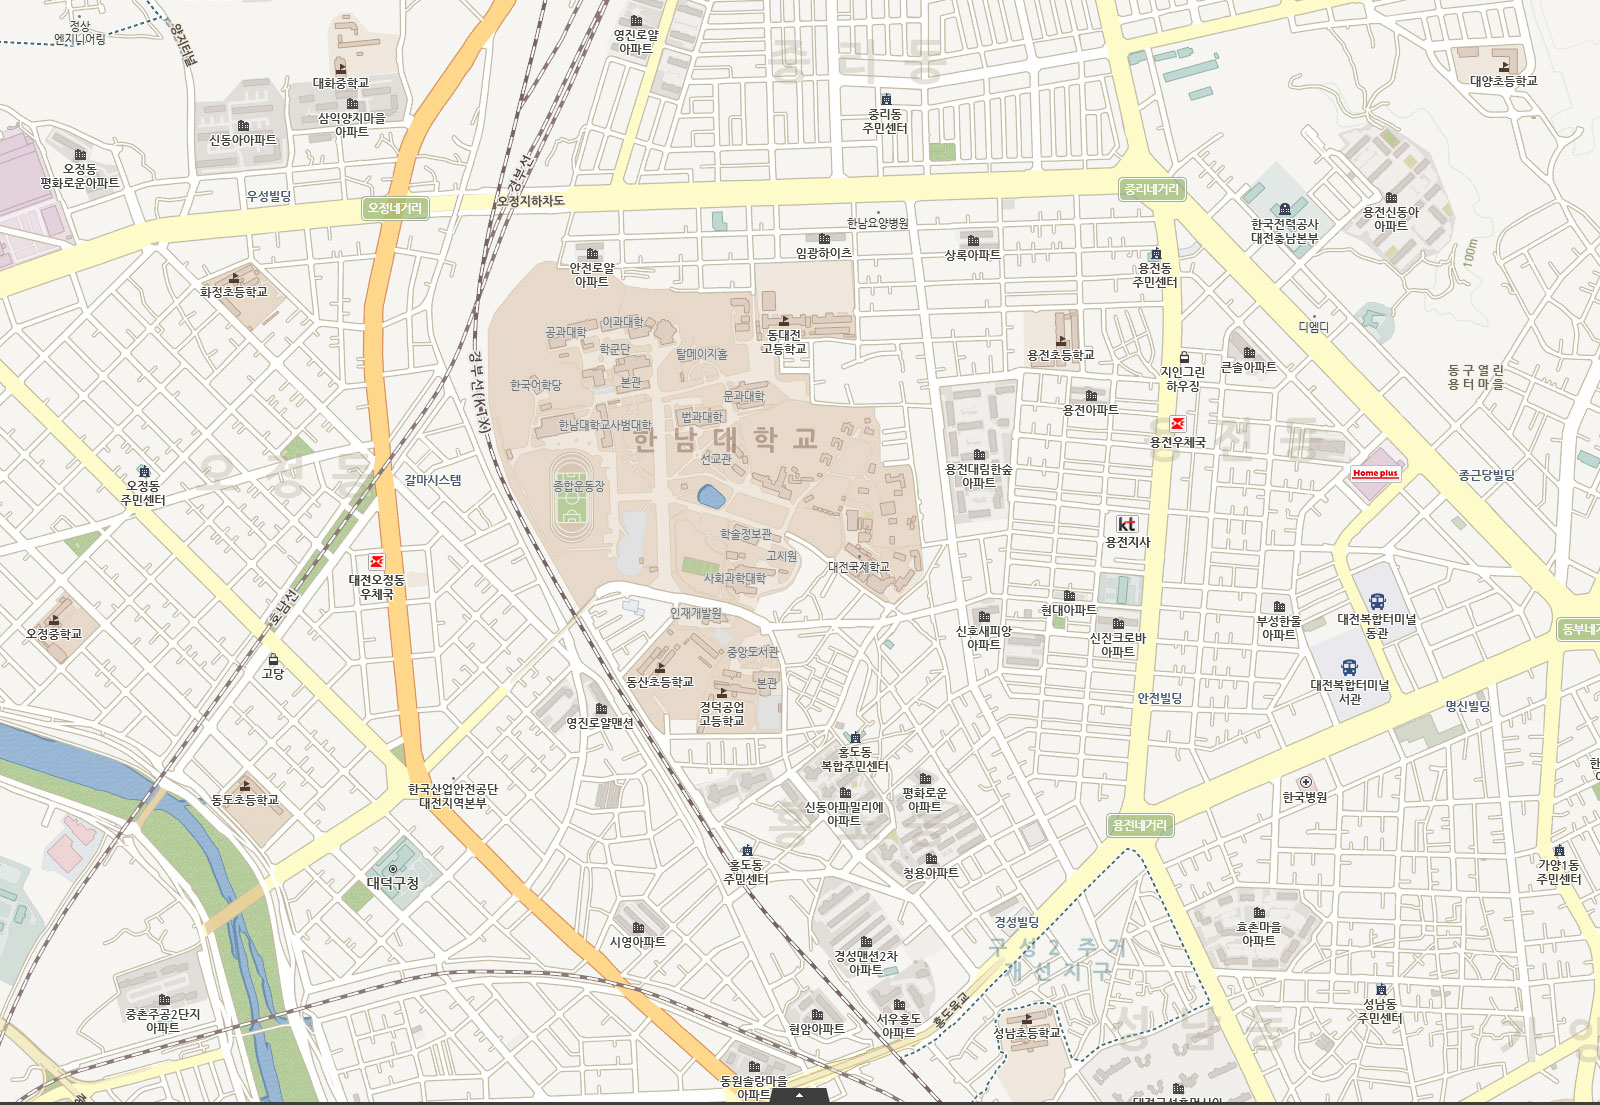 정상
엔지니어링
양지터널
대화중학교
영진로얄
아파트
중리동
대양초등학교
신동아아파트
삼익양지마을
아파트
중리동
주민센터
오정동
평화로운아파트
우성빌딩
오정네거리
경부선
오정지하차도
중리네거리
한남요양병원
한국전력공사
대전충남본부
용전신동아
아파트
100m
안전로얄
아파트
임광하이츠
상록아파트
용전동
주민센터
화정초등학교
이과대학
공과대학
학군단
탈메이지홀
동대전
고등학교
용전초등학교
디엠디
지인그린
하우징
큰솔아파트
동구열린
용터마을
경부선(KTX)
한국어학당
본관
문과대학
법과대학
용전아파트
한남대학교사범대학
한남대학교
용전우체국
용전동
선교관
오정동
오정동
주민센터
갈마시스템
종합운동장
용전대림한숲
아파트
Home plus
종근당빌딩
kt
용전지사
학술정보관
고시원
대전국제학교
사회과학대학
대전오정동
우체국
호남선
인재개발원
현대아파트
신호새피앙
아파트
신진크로바
아파트
부성한울
아파트
대전복합터미널
동관
동부네거
오정중학교
고당
중앙도서관
동산초등학교
본관
경덕공업
고등학교
영진로얄맨션
대전복합터미널
서관
안전빌딩
명신빌딩
홍도동
복합주민센터
동도초등학교
한국산업안전공단
대전지역본부
신동아파밀리에
아파트
평화로운
아파트
한국병원
용전네거리
홍도동
주민센터
청용아파트
가양1동
주민센터
대덕구청
시영아파트
경성빌딩
구성2주거
개선지구
효촌마을
아파트
경성맨션2차
아파트
중촌주공2단지
아파트
현암아파트
서우홍도
아파트
홍도육교
성남초등학교
성남동
성남동
주민센터
가양
동원솔랑마을
아파트